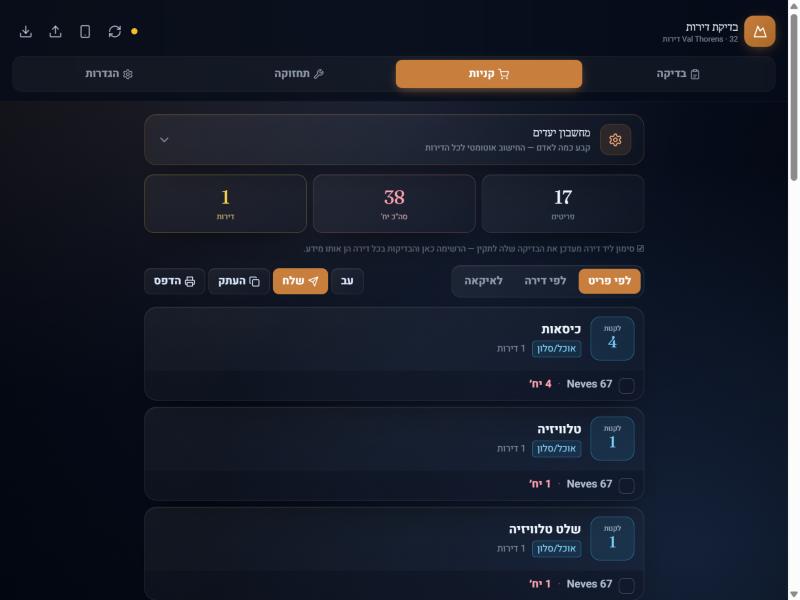 בדיקת דירות
Val Thorens · 32 דירות
בדיקה
קניות
תחזוקה
הגדרות
מחשבון יעדים
קבע כמה לאדם — החישוב אוטומטי לכל הדירות
17
פריטים
38
סה"כ יח'
1
דירות
סימון ליד דירה מעדכן את הבדיקה שלה לתקין — הרשימה כאן והבדיקות בכל דירה הן אותו מידע.
לפי פריט
לפי דירה
לאיקאה
עב
שלח
העתק
הדפס
לקנות
4
כיסאות
אוכל/סלון 1 דירות
Neves 67 · 4 יח'
לקנות
1
טלוויזיה
אוכל/סלון 1 דירות
Neves 67 · 1 יח'
לקנות
1
שלט טלוויזיה
אוכל/סלון 1 דירות
Neves 67 · 1 יח'